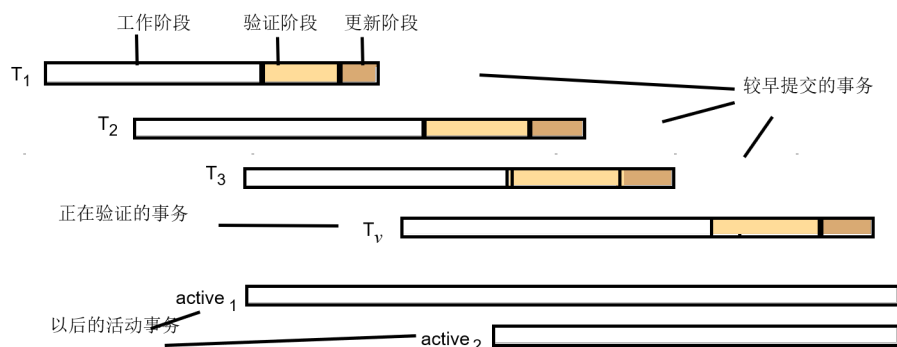 工作阶段 验证阶段 更新阶段
T1
较早提交的事务
T2
T3
正在验证的事务
Tv
active 1
以后的活动事务
active 2